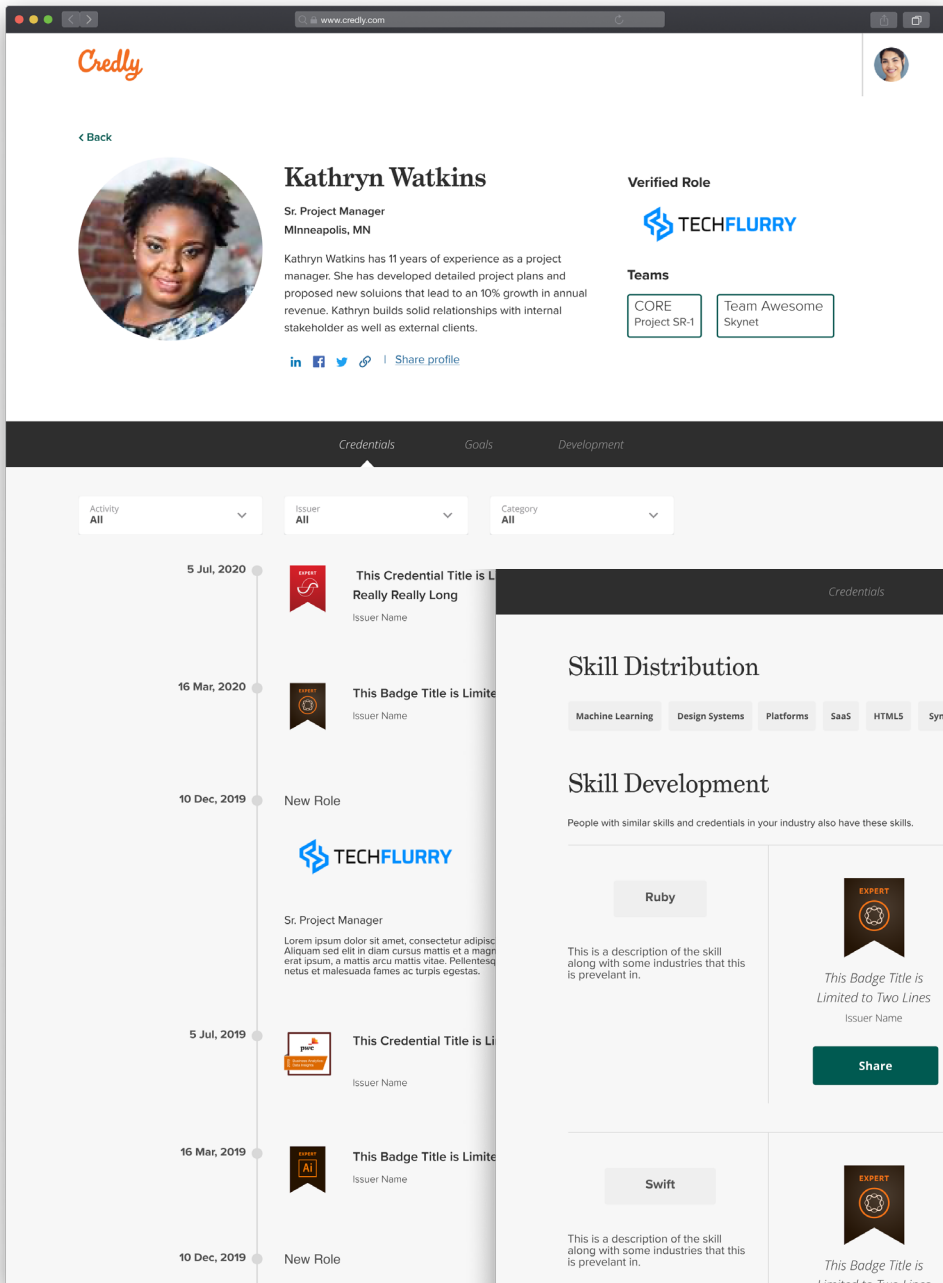 www.credly.com
Credly
< Back
Kathryn Watkins
Sr. Project Manager
MInneapolis, MN
Kathryn Watkins has 11 years of experience as a project
manager. She has developed detailed project plans and
proposed new soluions that lead to an 10% growth in annual
revenue. Kathryn builds solid relationships with internal
stakeholder as well as external clients.
Share profile
Verified Role
TECHFLURRY
Teams
CORE
Project SR-1
Team Awesome
Skynet
Credentials
Goals
Development
Activity
All
Issuer
All
Category
All
5 Jul, 2020
EXPERT
This Credential Title is L
Really Really Long
Issuer Name
16 Mar, 2020
EXPERT
This Badge Title is Limite
Issuer Name
10 Dec, 2019
New Role
TECHFLURRY
Sr. Project Manager
Lorem ipsum dolor sit amet, consectetur adipisc
Aliquam sed elit in diam cursus mattis et a magn
erat ipsum, a mattis arcu mattis vitae. Pellentesq
netus et malesuada fames ac turpis egestas.
5 Jul, 2019
pwc
Business Analytics
Data Insights
This Credential Title is Li
Issuer Name
16 Mar, 2019
EXPERT
Ai
This Badge Title is Limite
Issuer Name
10 Dec, 2019
New Role
Credentials
Skill Distribution
Machine Learning
Design Systems
Platforms
SaaS
HTML5
Syn
Skill Development
People with similar skills and credentials in your industry also have these skills.
Ruby
This is a description of the skill
along with some industries that this
is prevelant in.
EXPERT
This Badge Title is
Limited to Two Lines
Issuer Name
Share
Swift
This is a description of the skill
along with some industries that this
is prevelant in.
EXPERT
This Badge Title is
Limited to Two Lines